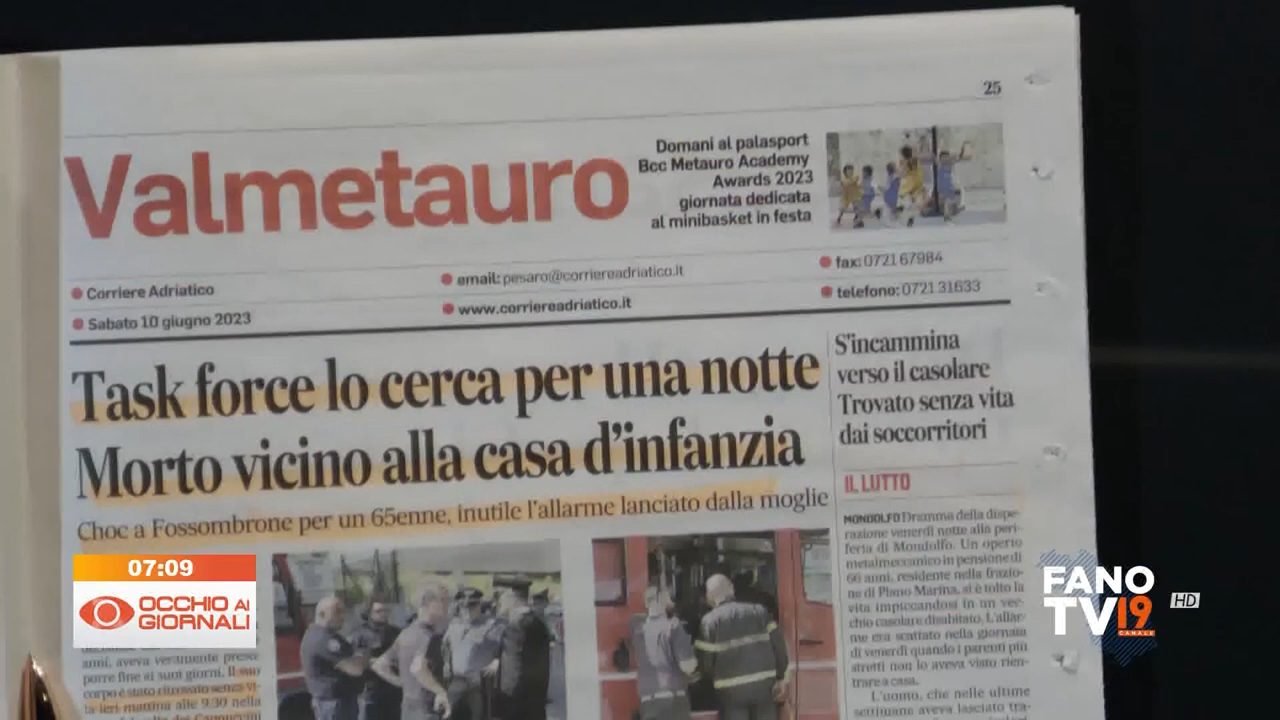 25
Valmetauro
Domani al palasport
Bcc Metauro Academy
Awards 2023
giornata dedicata
al minibasket in festa
Corriere Adriatico
email: pesaro@corriereadriatico.it
fax: 0721 67984
Sabato 10 giugno 2023
www.corriereadriatico.it
telefono: 0721 31633
Task force lo cerca per una notte
Morto vicino alla casa d'infanzia
Choc a Fossombrone per un 65enne, inutile l'allarme lanciato dalla moglie
S'incammina
verso il casolare
Trovato senza vita
dai soccorritori
IL LUTTO
MONDOLFO Dramma della dispe-
razione venerdì notte alla peri-
feria di Mondolfo. Un operio
metalmeccanico in pensione di
66 anni, residente nella frazio-
ne di Piano Marina, si è tolto la
vita impiccandosi in un vec-
chio casolare disabitato. L'allar-
me era scattato nella giornata
di venerdì quando i parenti più
stretti non lo aveva visto rien-
trare a casa.
L'uomo, che nelle ultime
settimane aveva lasciato tra-
anni, aveva veramente
porre fine ai suoi giorni. Il suo
corpo è stato ritrovato senza vi-
ta ieri mattina alle 9.30 nella
07:09
OCCHIO AI
GIORNALI
FANO
TV 19
CANALE
HD